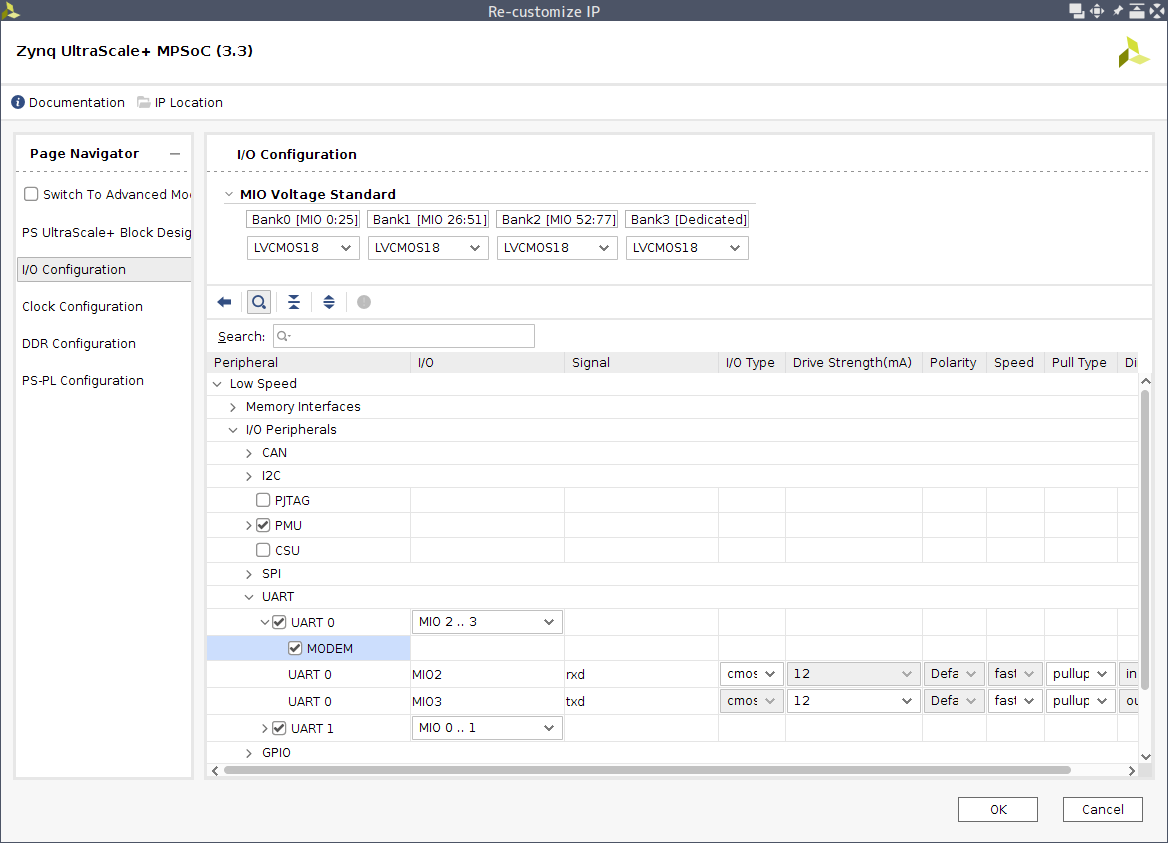 Re-customize IP
Zynq UltraScale+ MPSoC (3.3)
Documentation IP Location
Page Navigator
Switch To Advanced Mo
PS UltraScale+ Block Desig
I/O Configuration
Clock Configuration
DDR Configuration
PS-PL Configuration
I/O Configuration
MIO Voltage Standard
Bank0 [MIO 0:25] Bank1 [MIO 26:51] Bank2 [MIO 52:77] Bank3 [Dedicated]
LVCMOS18 LVCMOS18 LVCMOS18 LVCMOS18
Search:
Peripheral I/O Signal I/O Type Drive Strength(mA) Polarity Speed Pull Type Di
Low Speed
Memory Interfaces
I/O Peripherals
CAN
I2C
PJTAG
PMU
CSU
SPI
UART
UART 0 MIO 2 .. 3
MODEM
UART 0 MIO2 rxd cmos 12 Defa fast pullup in
UART 0 MIO3 txd cmos 12 Defa fast pullup ou
UART 1 MIO 0 .. 1
GPIO
OK Cancel